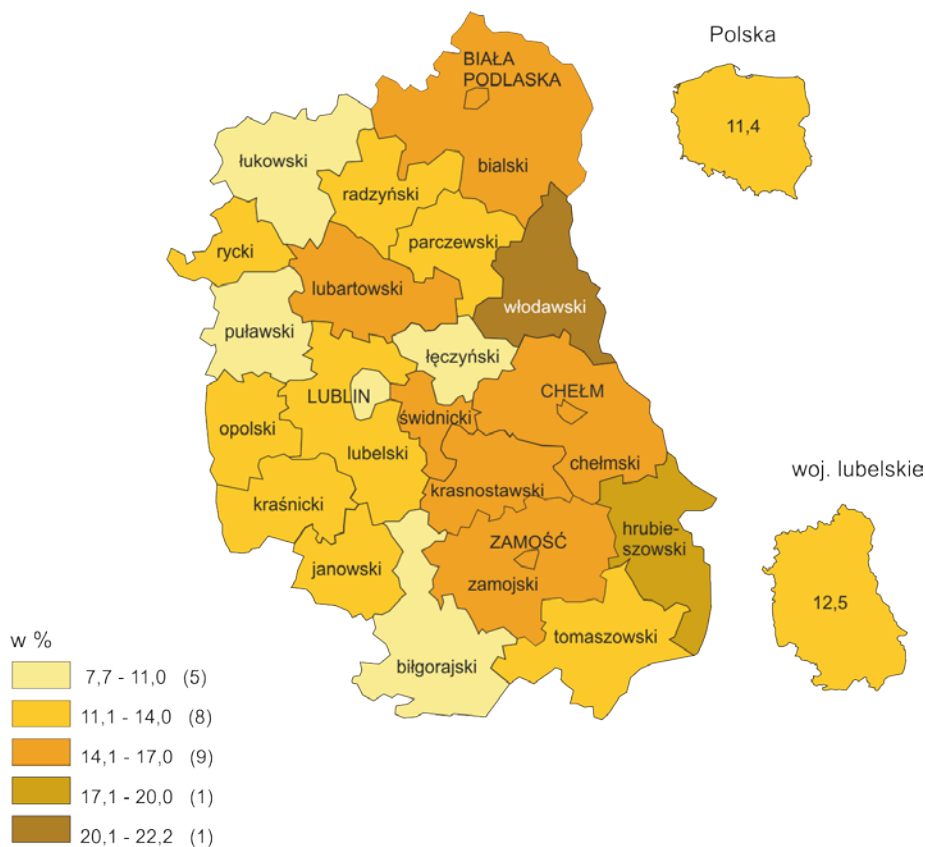 Polska
11,4
BIAŁA
PODLASKA
łukowski
bialski
radzyński
parczewski
rycki
lubartowski
włodawski
puławski
łęczyński
LUBLIN
CHEŁM
świdnicki
opolski
lubelski
chełmski
woj. lubelskie
krasnostawski
kraśnicki
hrubie-
szowski
ZAMOŚĆ
janowski
zamojski
12,5
tomaszowski
biłgorajski
w %
7,7 - 11,0 (5)
11,1 - 14,0 (8)
14,1 - 17,0 (9)
17,1 - 20,0 (1)
20,1 - 22,2 (1)